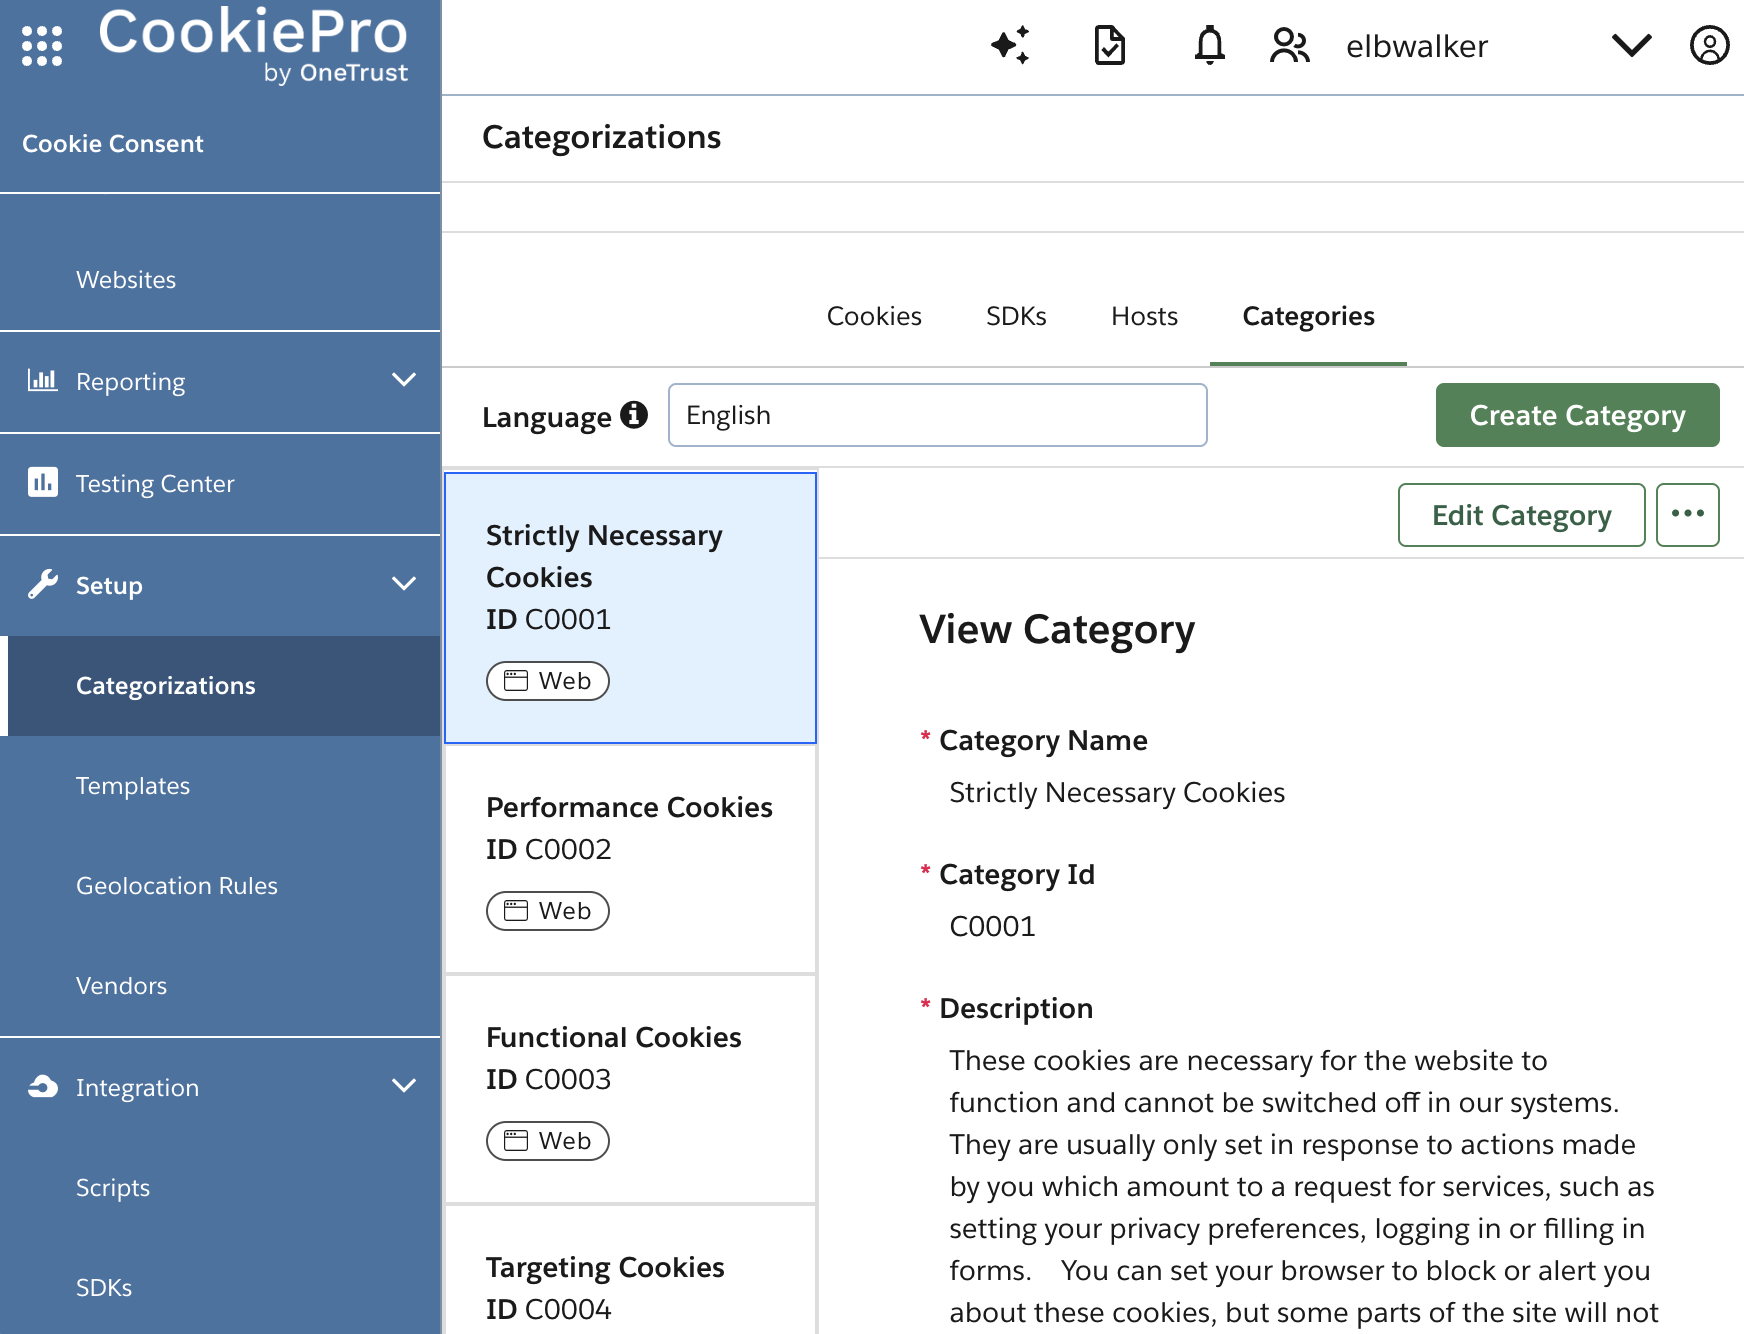 CookiePro
by OneTrust
elbwalker
Cookie Consent
Websites
Reporting
Testing Center
Setup
Categorizations
Templates
Geolocation Rules
Vendors
Integration
Scripts
SDKs
Categorizations
Cookies
SDKs
Hosts
Categories
Language
English
Create Category
Strictly Necessary
Cookies
ID C0001
Web
Performance Cookies
ID C0002
Web
Functional Cookies
ID C0003
Web
Targeting Cookies
ID C0004
Edit Category
View Category
* Category Name
Strictly Necessary Cookies
* Category Id
C0001
* Description
These cookies are necessary for the website to
function and cannot be switched off in our systems.
They are usually only set in response to actions made
by you which amount to a request for services, such as
setting your privacy preferences, logging in or filling in
forms. You can set your browser to block or alert you
about these cookies, but some parts of the site will not